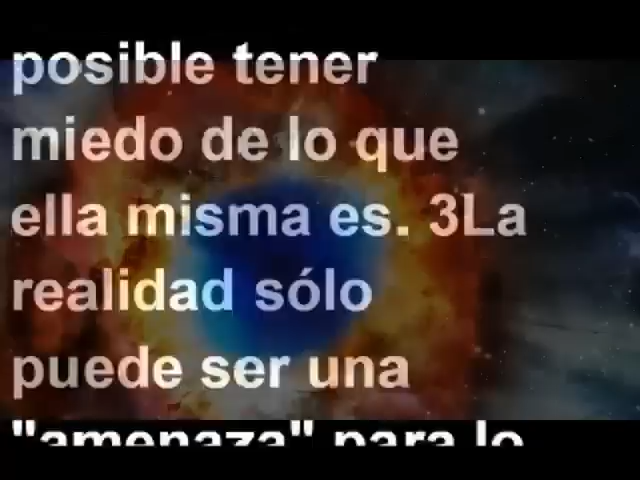 posible tener
miedo de lo que
ella misma es. 3La
realidad sólo
puede ser una
"amenaza" para lo